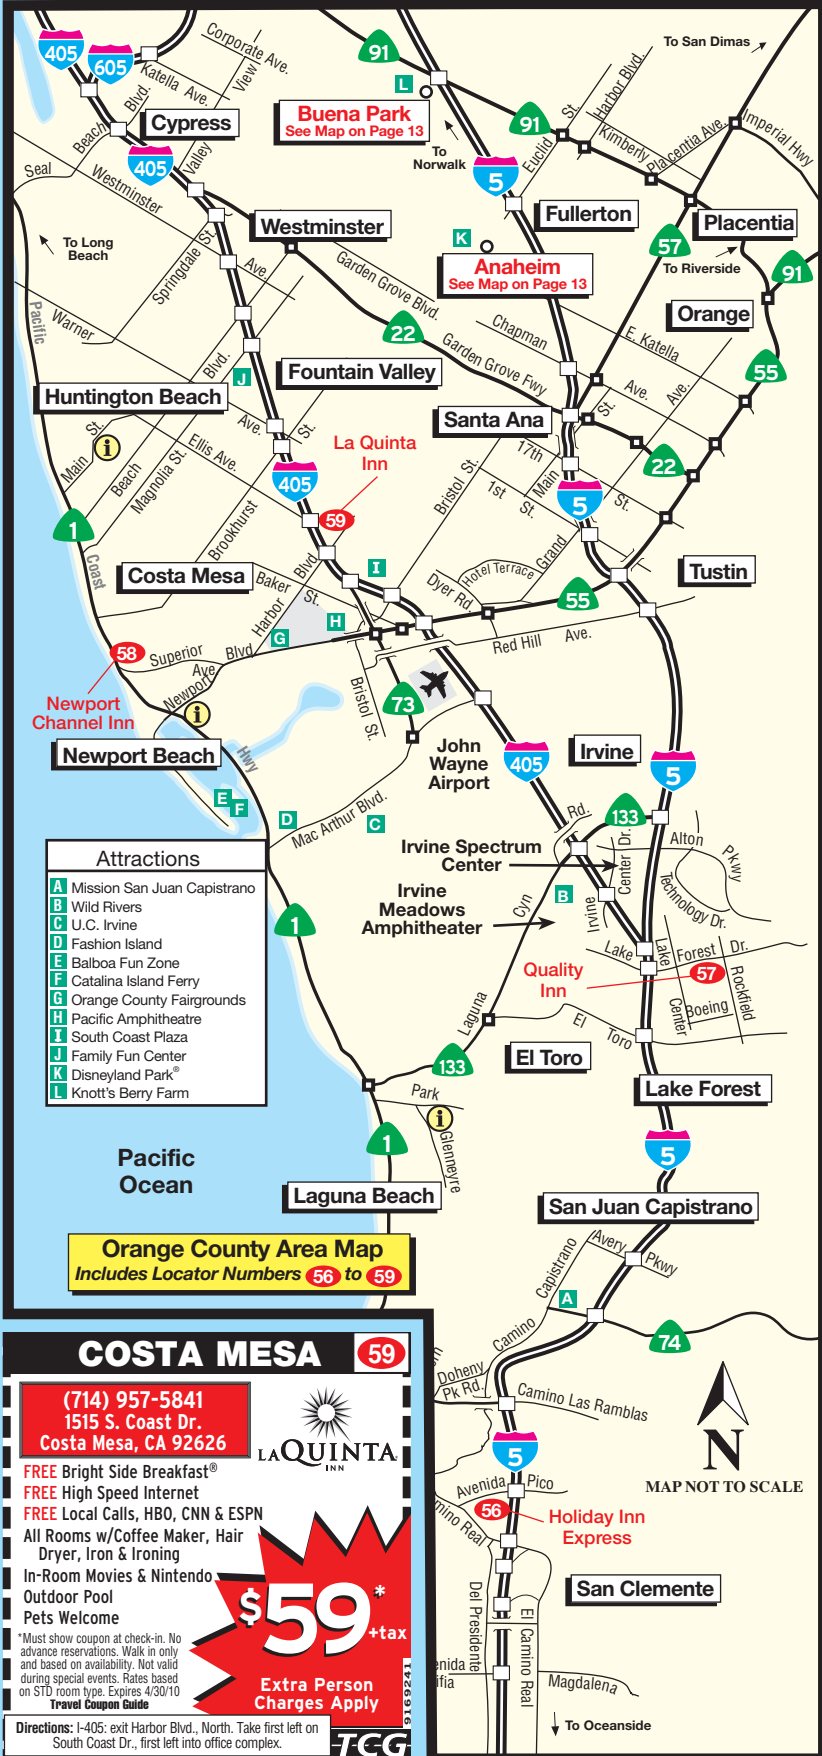 405
605
Corporate Ave.
View
Katella Ave.
91
To San Dimas
L
Buena Park
See Map on Page 13
Harbor Blvd.
St.
Euclid
91
Kimberly
Placentia Ave.
Imperial Hwy
Beach
Blvd.
Cypress
405
Valley
To
Norwalk
5
Seal
Westminster
Westminster
Fullerton
Placentia
57
To Long
Beach
Springdale St.
Ave.
Garden Grove Blvd.
K
Anaheim
See Map on Page 13
To Riverside
91
Orange
Pacific
Warner
22
Chapman
E. Katella
Garden Grove Fwy
Blvd.
J
Fountain Valley
55
Huntington Beach
Ave.
St.
Santa Ana
Ave.
Ave.
St.
Main St.
i
Ellis Ave.
La Quinta
Inn
17th
22
Beach
Magnolia St.
405
Bristol St.
Main
1st
St.
St.
5
59
1
Brookhurst
Coast
Costa Mesa
Baker
St.
Blvd.
I
Hotel Terrace
Grand
Tustin
Dyer Rd.
55
Harbor
H
G
58
Superior
Ave
Blvd
Red Hill Ave.
Newport
Channel Inn
Newport
i
Bristol St.
73
Newport Beach
Hwy
John
Wayne
Airport
405
Irvine
5
E
F
D
Mac Arthur Blvd.
C
Rd.
133
Irvine Spectrum
Center
Center Dr.
Alton
Pkwy
Irvine
Meadows
Amphitheater
B
Irvine
Technology Dr.
Cyn
1
Lake
Lake
Forest Dr.
Quality
Inn
57
Center
Boeing
Rockfield
Laguna
El
Toro
El Toro
133
Lake Forest
Park
i
Glenneyre
1
5
Laguna Beach
San Juan Capistrano
Attractions
A Mission San Juan Capistrano
B Wild Rivers
C U.C. Irvine
D Fashion Island
E Balboa Fun Zone
F Catalina Island Ferry
G Orange County Fairgrounds
H Pacific Amphitheatre
I South Coast Plaza
J Family Fun Center
K Disneyland Park®
L Knott's Berry Farm
Pacific
Ocean
Orange County Area Map
Includes Locator Numbers 56 to 59
Avery
Pkwy
Capistrano
A
Camino
74
Doheny
Pk Rd.
Camino Las Ramblas
N
MAP NOT TO SCALE
5
Avenida Pico
56
Holiday Inn
Express
mino Real
San Clemente
Del Presidente
El Camino Real
Magdalena
To Oceanside
COSTA MESA 59
(714) 957-5841
1515 S. Coast Dr.
Costa Mesa, CA 92626
LAQUINTA
INN
FREE Bright Side Breakfast®
FREE High Speed Internet
FREE Local Calls, HBO, CNN & ESPN
All Rooms w/Coffee Maker, Hair
Dryer, Iron & Ironing
In-Room Movies & Nintendo
Outdoor Pool
Pets Welcome
$59*
+tax
Extra Person
Charges Apply
*Must show coupon at check-in. No
advance reservations. Walk in only
and based on availability. Not valid
during special events. Rates based
on STD room type. Expires 4/30/10
Travel Coupon Guide
9169241
Directions: I-405: exit Harbor Blvd., North. Take first left on
South Coast Dr., first left into office complex.
TCG